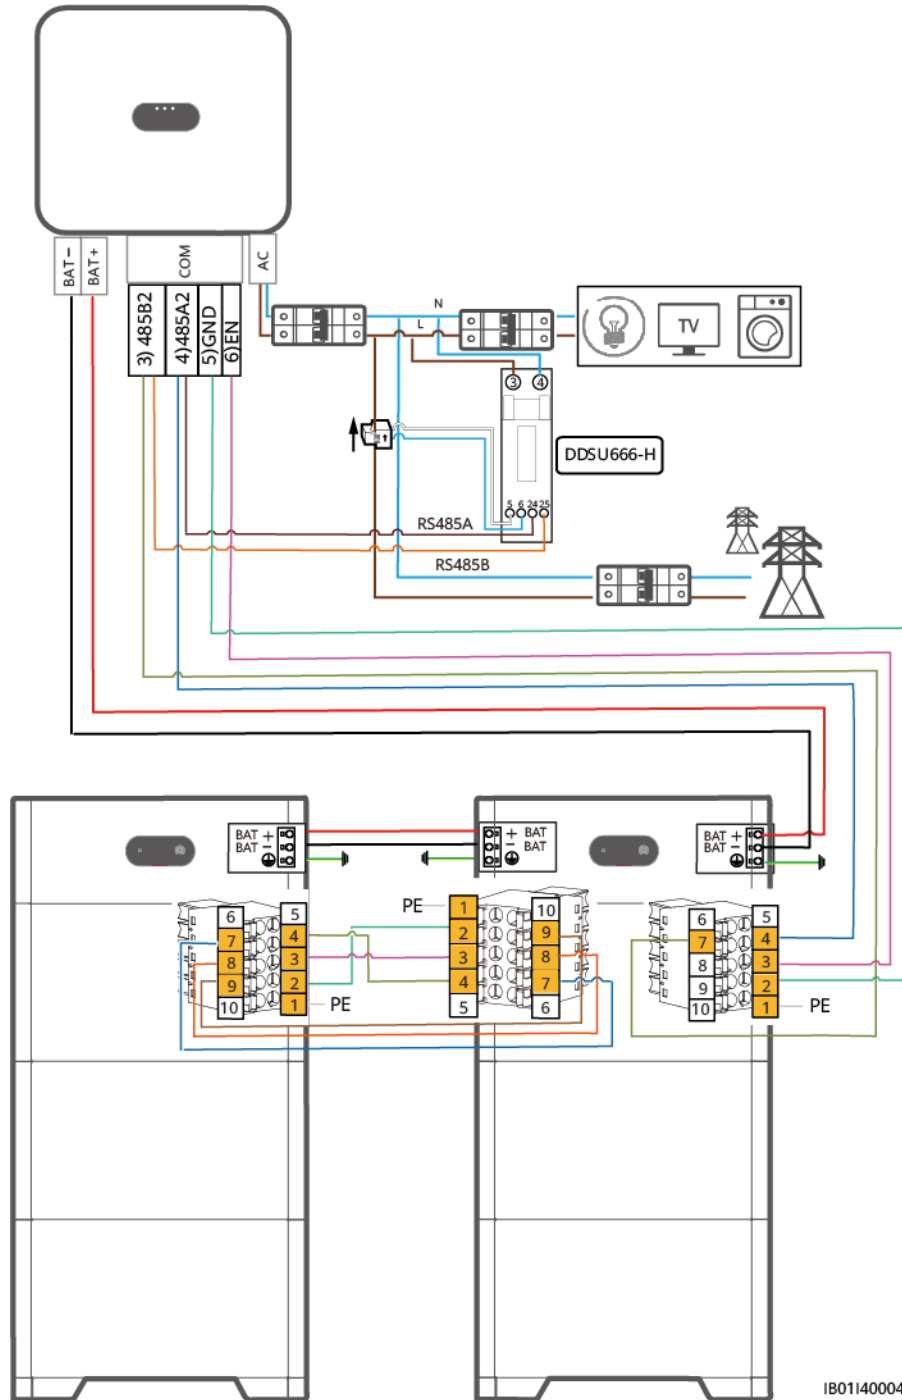 BAT−
BAT+
COM
AC
3) 485B2
4)485A2
5)GND
6)EN
N
L
TV
3
4
DDSU666-H
5 6 24 25
RS485A
RS485B
BAT +
BAT −
+ BAT
− BAT
BAT +
BAT −
6
7
8
9
10
5
4
3
2
1
PE
PE
1
2
3
4
5
10
9
8
7
6
6
7
8
9
10
5
4
3
2
1
PE
IB01I40004